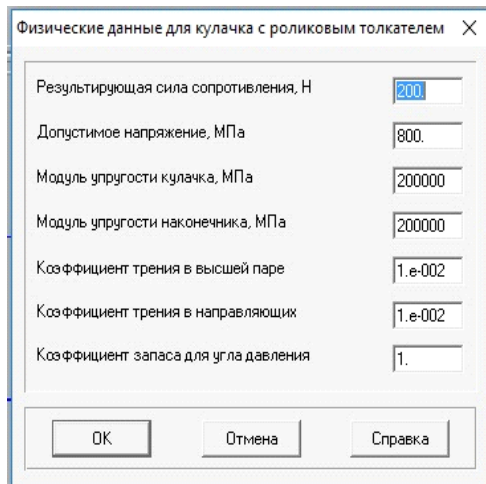 Физические данные для кулачка с роликовым толкателем
Результирующая сила сопротивления, Н 200.
Допустимое напряжение, МПа 800.
Модуль упругости кулачка, МПа 200000
Модуль упругости наконечника, МПа 200000
Коэффициент трения в высшей паре 1.e-002
Коэффициент трения в направляющих 1.e-002
Коэффициент запаса для угла давления 1.
ОК Отмена Справка